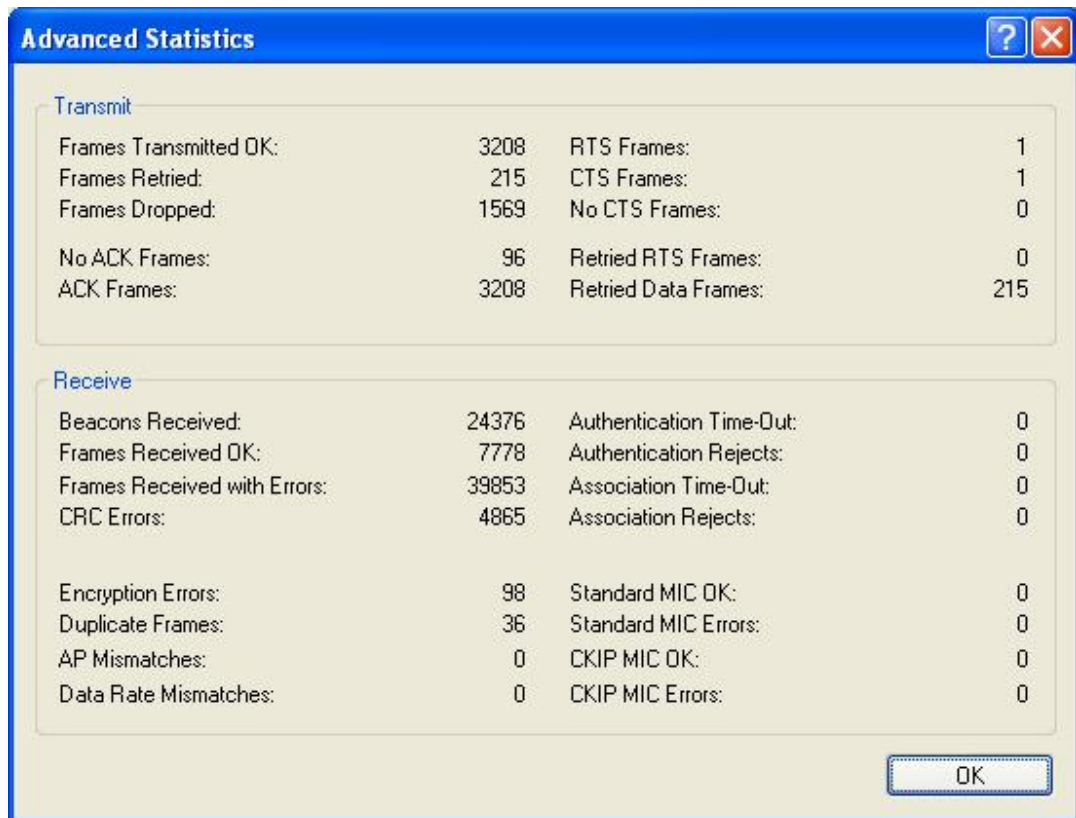 Advanced Statistics
Transmit
Frames Transmitted OK: 3208 RTS Frames: 1
Frames Retried: 215 CTS Frames: 1
Frames Dropped: 1569 No CTS Frames: 0
No ACK Frames: 96 Retried RTS Frames: 0
ACK Frames: 3208 Retried Data Frames: 215
Receive
Beacons Received: 24376 Authentication Time-Out: 0
Frames Received OK: 7778 Authentication Rejects: 0
Frames Received with Errors: 39853 Association Time-Out: 0
CRC Errors: 4865 Association Rejects: 0
Encryption Errors: 98 Standard MIC OK: 0
Duplicate Frames: 36 Standard MIC Errors: 0
AP Mismatches: 0 CKIP MIC OK: 0
Data Rate Mismatches: 0 CKIP MIC Errors: 0
OK